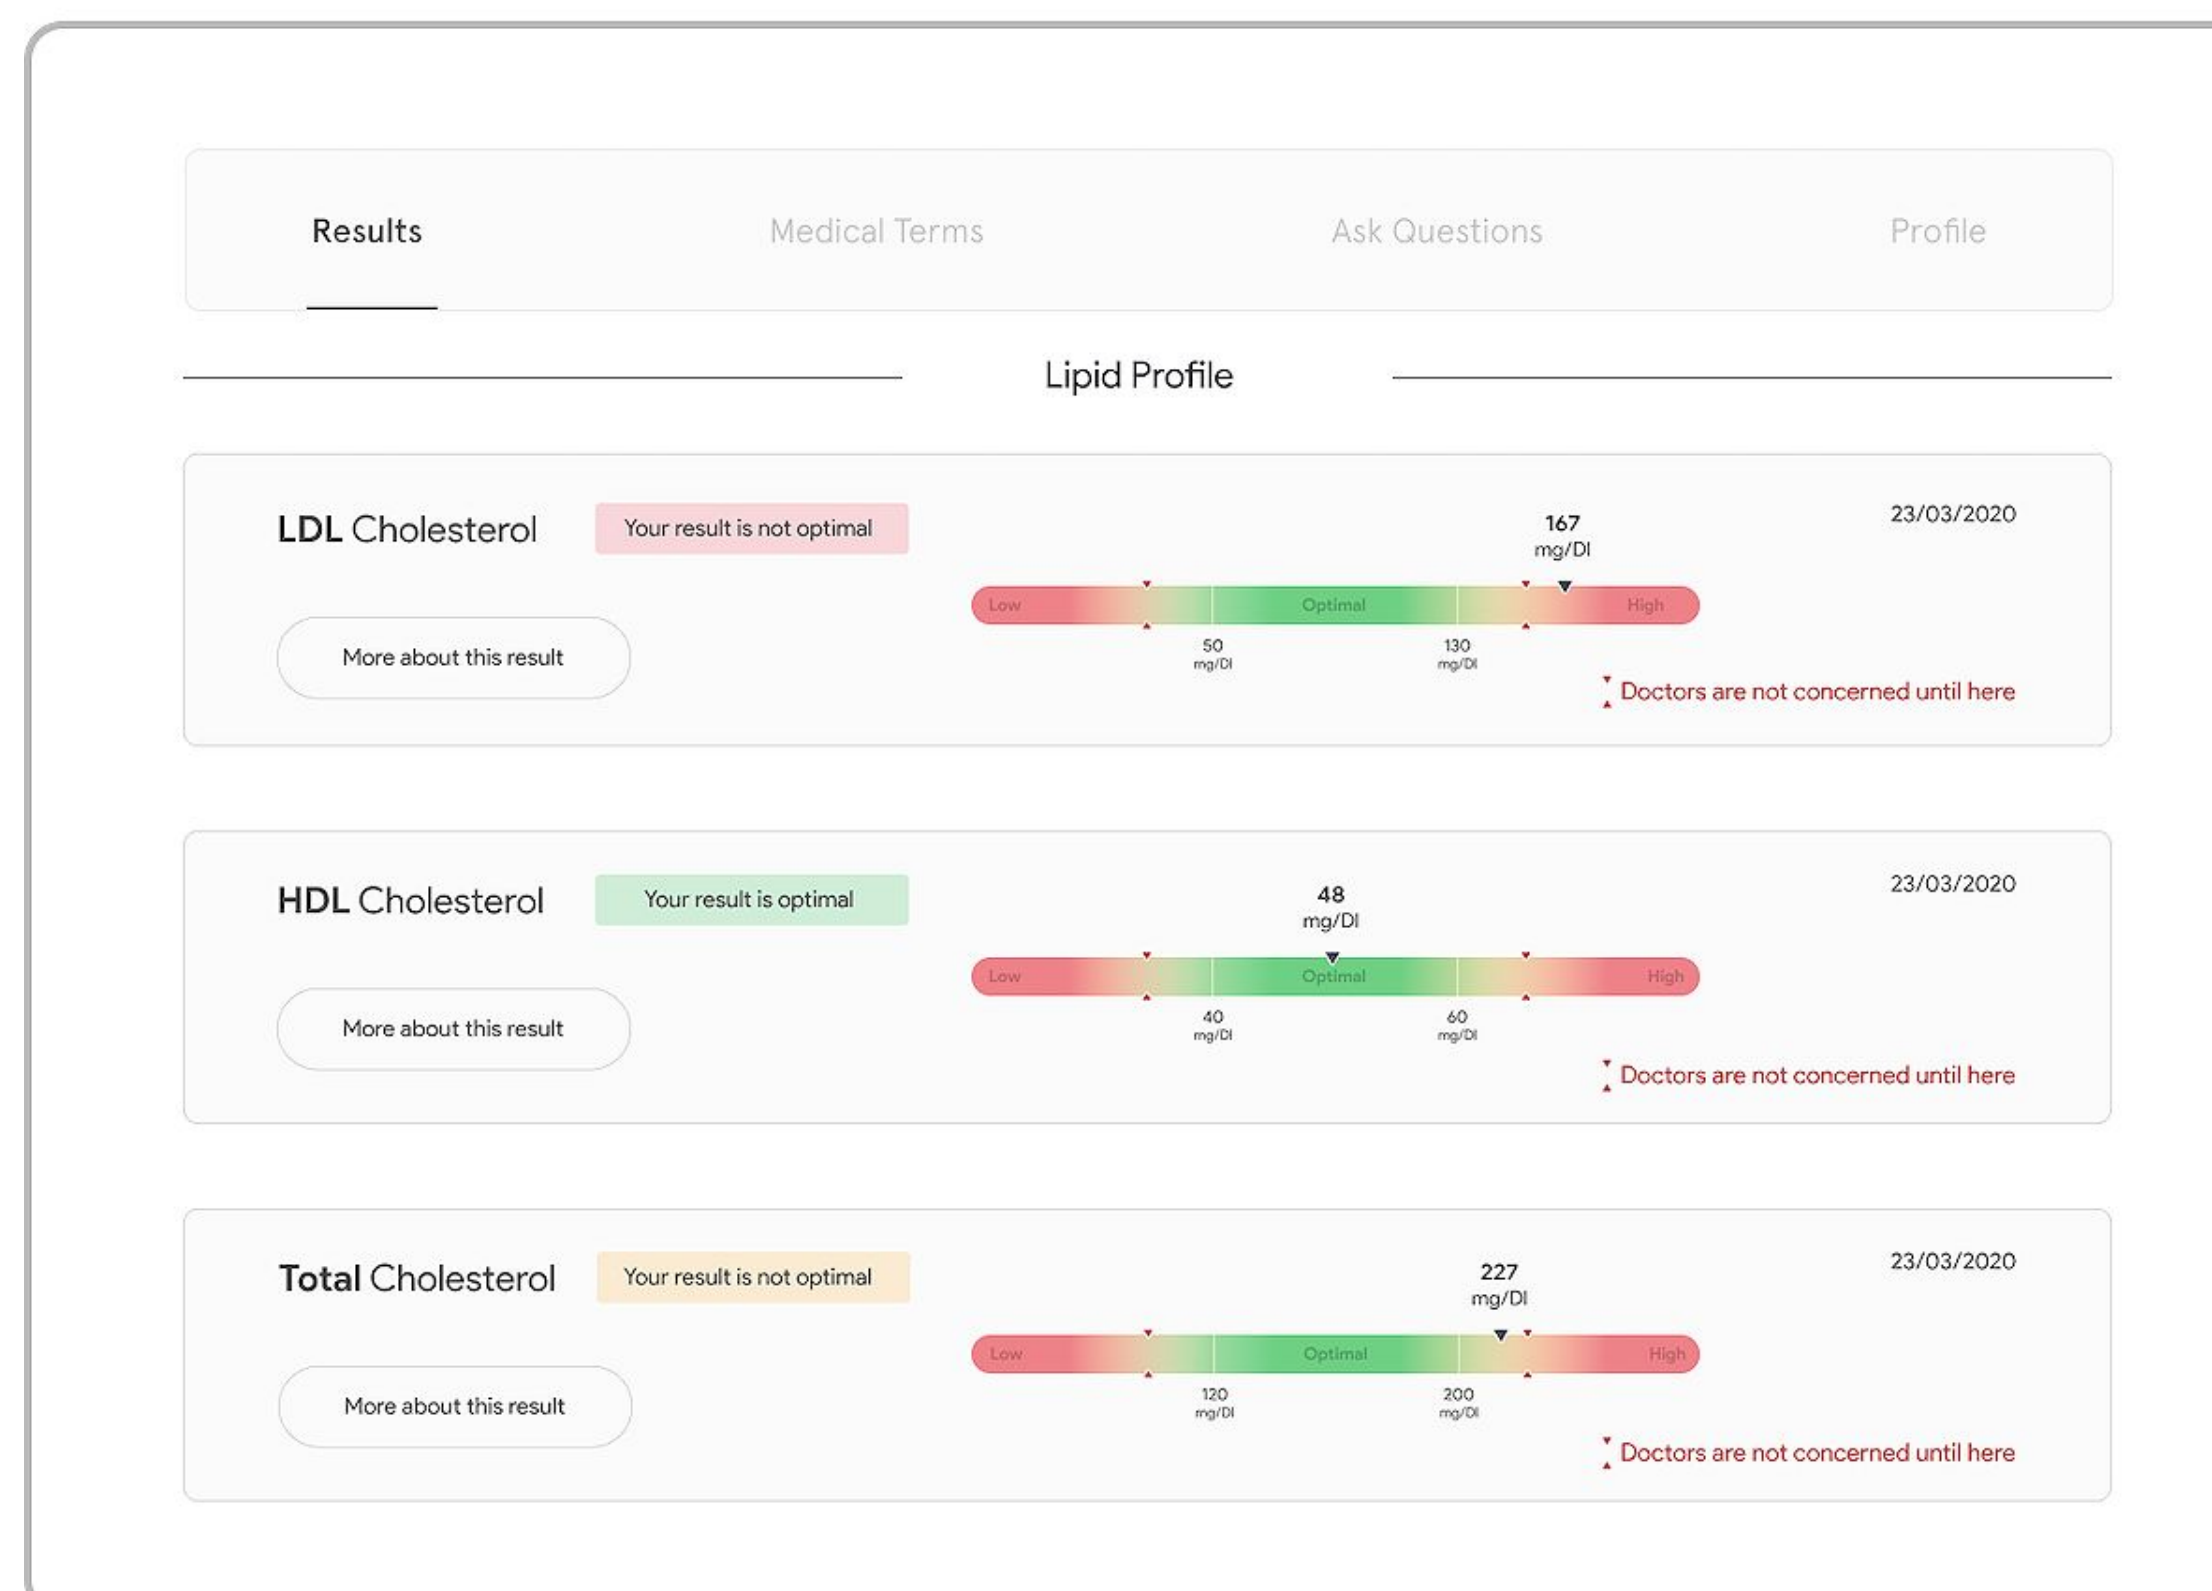 Results
Medical Terms
Ask Questions
Profile
Lipid Profile
LDL Cholesterol
Your result is not optimal
167
mg/Dl
23/03/2020
Low
Optimal
High
More about this result
50
mg/Dl
130
mg/Dl
Doctors are not concerned until here
HDL Cholesterol
Your result is optimal
48
mg/Dl
23/03/2020
Low
Optimal
High
More about this result
40
mg/Dl
60
mg/Dl
Doctors are not concerned until here
Total Cholesterol
Your result is not optimal
227
mg/Dl
23/03/2020
Low
Optimal
High
More about this result
120
mg/Dl
200
mg/Dl
Doctors are not concerned until here